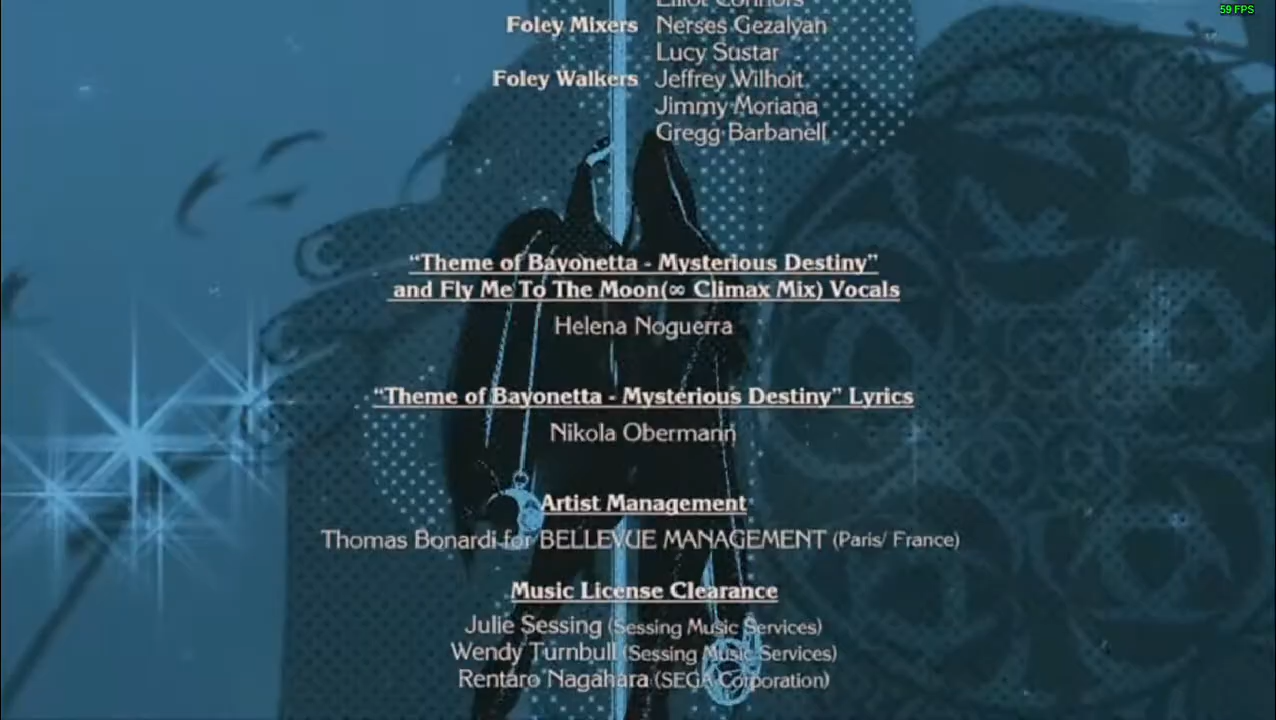 59 FPS
Elliot Connors
Foley Mixers Nerses Gezalyan
Lucy Sustar
Foley Walkers Jeffrey Wilhoit
Jimmy Moriana
Gregg Barbanell
“Theme of Bayonetta - Mysterious Destiny”
and Fly Me To The Moon(∞ Climax Mix) Vocals
Helena Noguerra
“Theme of Bayonetta - Mysterious Destiny” Lyrics
Nikola Obermann
Artist Management
Thomas Bonardi for BELLEVUE MANAGEMENT (Paris/ France)
Music License Clearance
Julie Sessing (Sessing Music Services)
Wendy Turnbull (Sessing Music Services)
Rentaro Nagahara (SEGA Corporation)